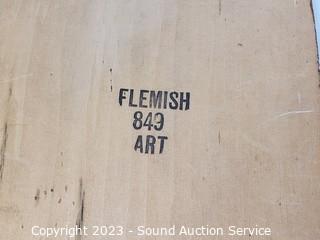 FLEMISH
849
ART
Copyright 2023 - Sound Auction Service